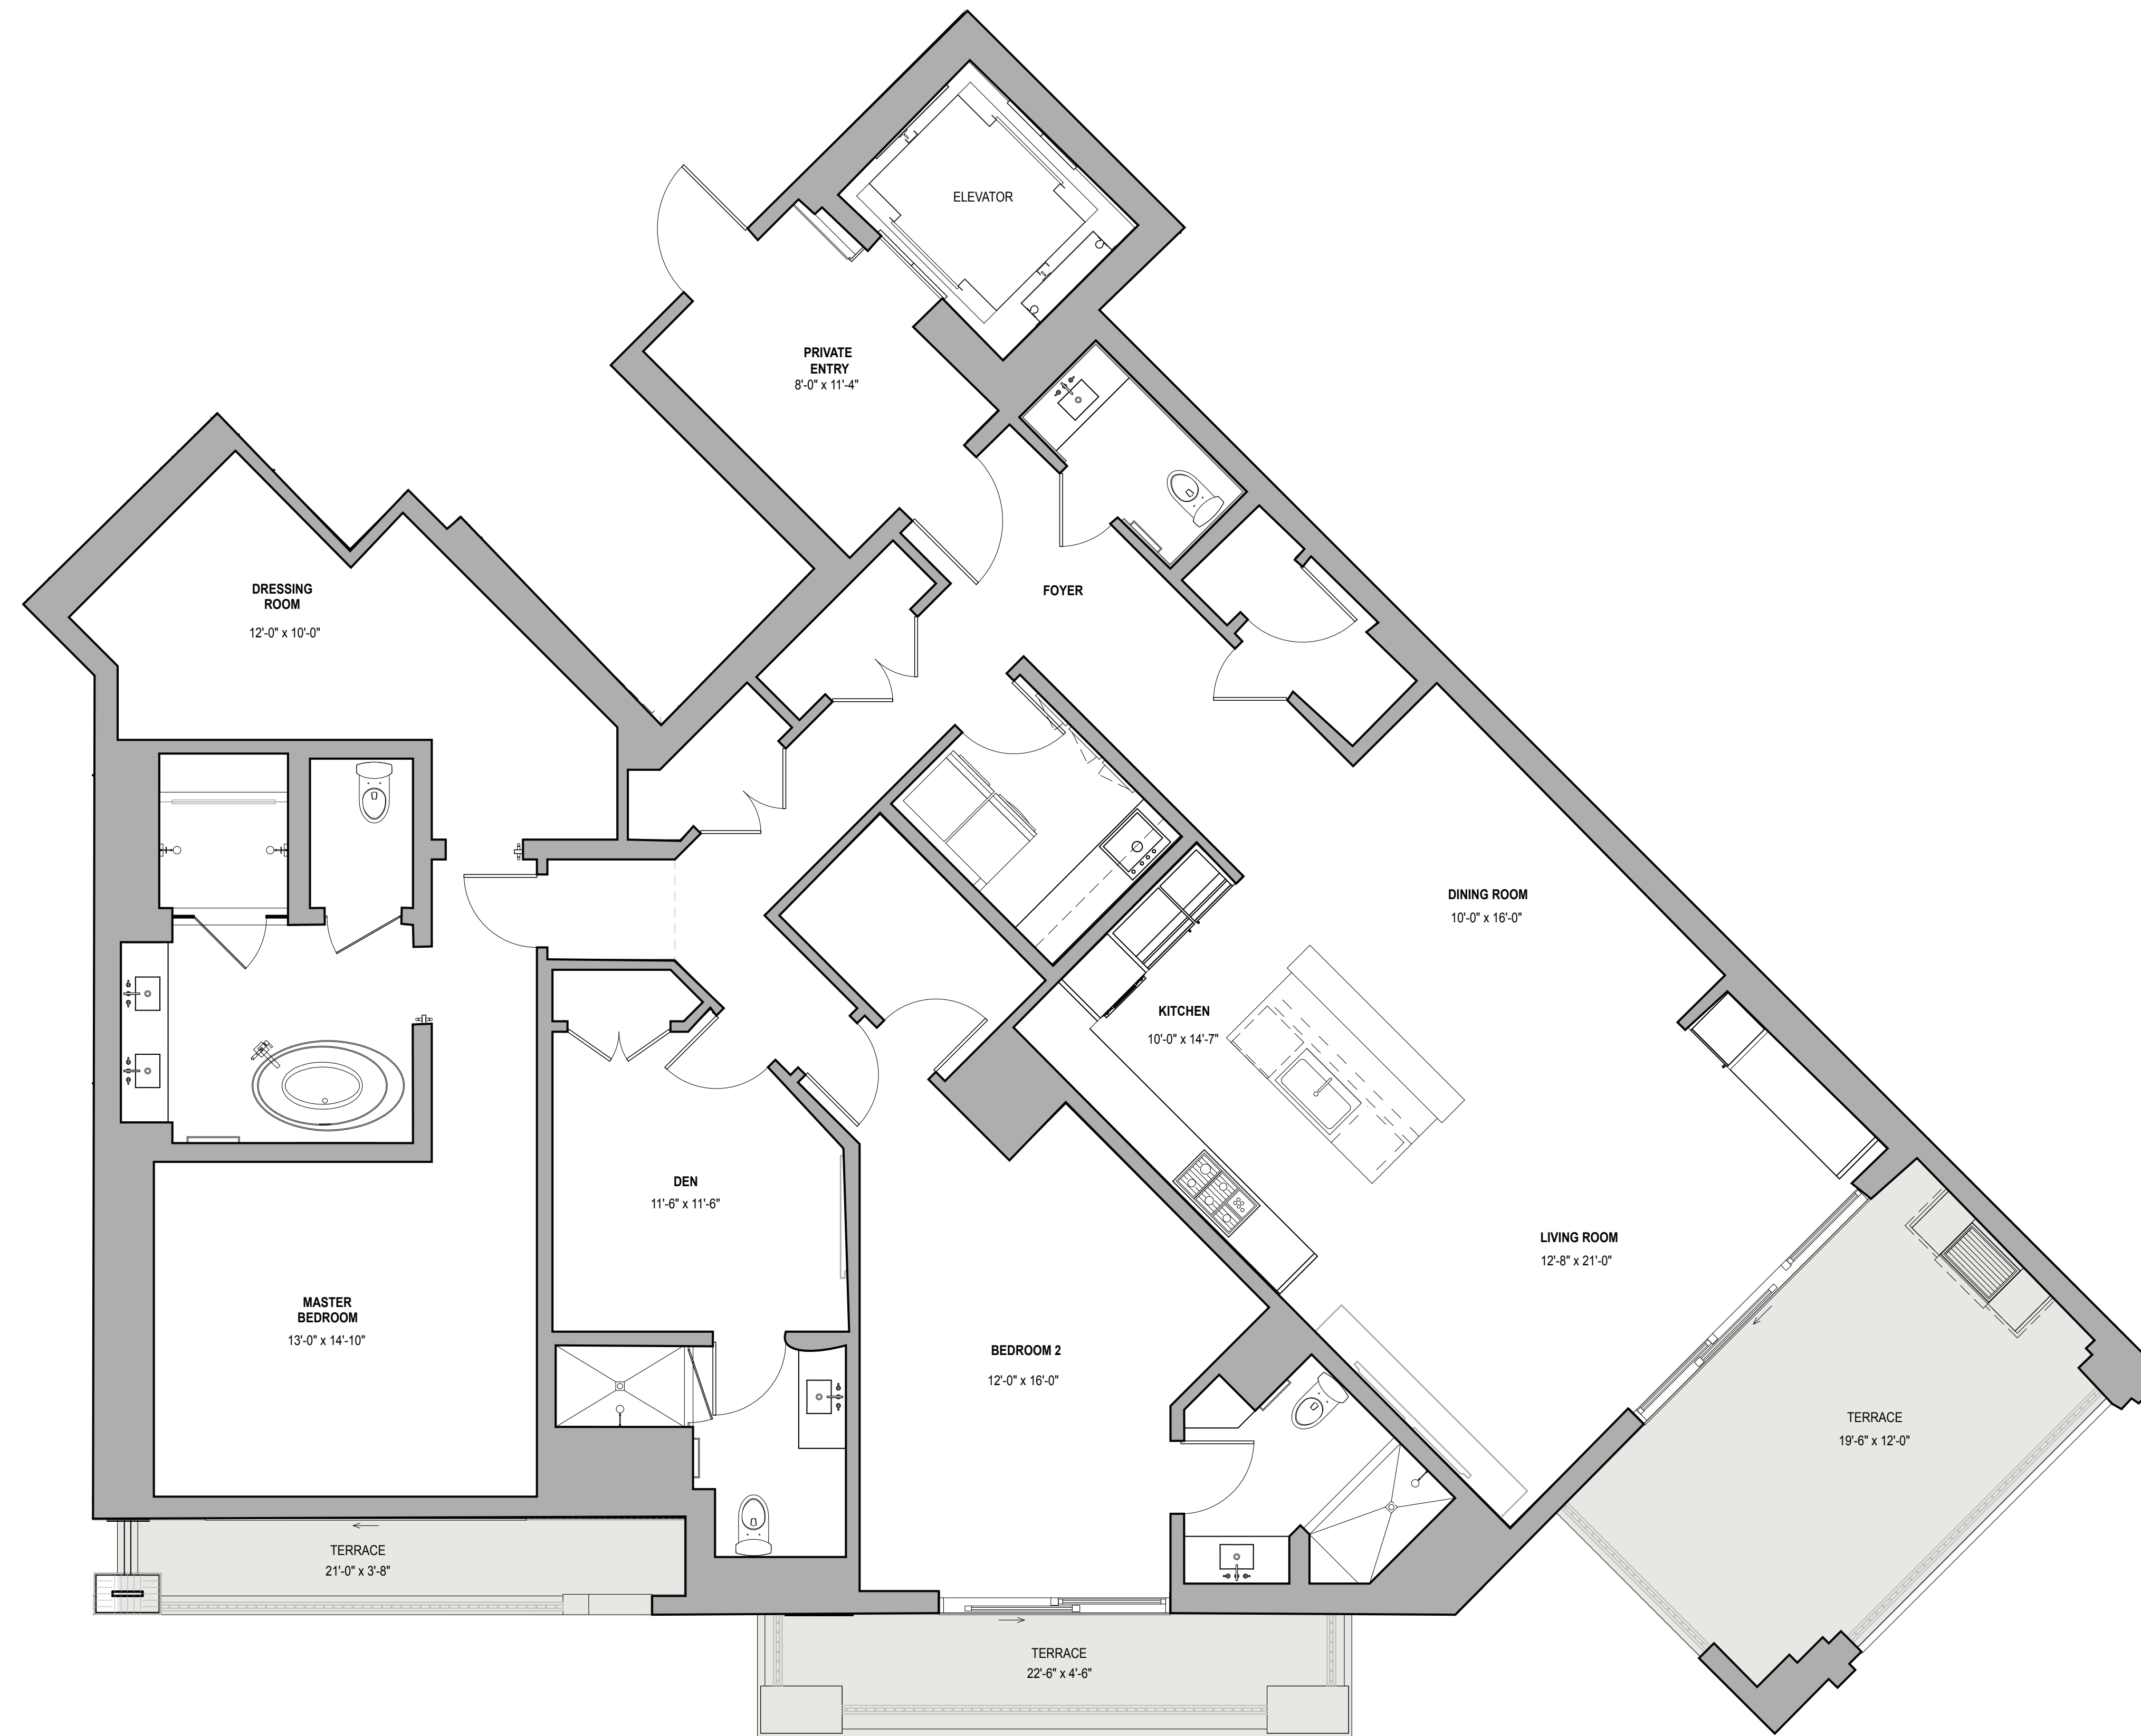 ELEVATOR
PRIVATE
ENTRY
8'-0" x 11'-4"
DRESSING
ROOM
12'-0" x 10'-0"
FOYER
DINING ROOM
10'-0" x 16'-0"
KITCHEN
10'-0" x 14'-7"
DEN
11'-6" x 11'-6"
LIVING ROOM
12'-8" x 21'-0"
MASTER
BEDROOM
13'-0" x 14'-10"
BEDROOM 2
12'-0" x 16'-0"
TERRACE
19'-6" x 12'-0"
TERRACE
21'-0" x 3'-8"
TERRACE
22'-6" x 4'-6"